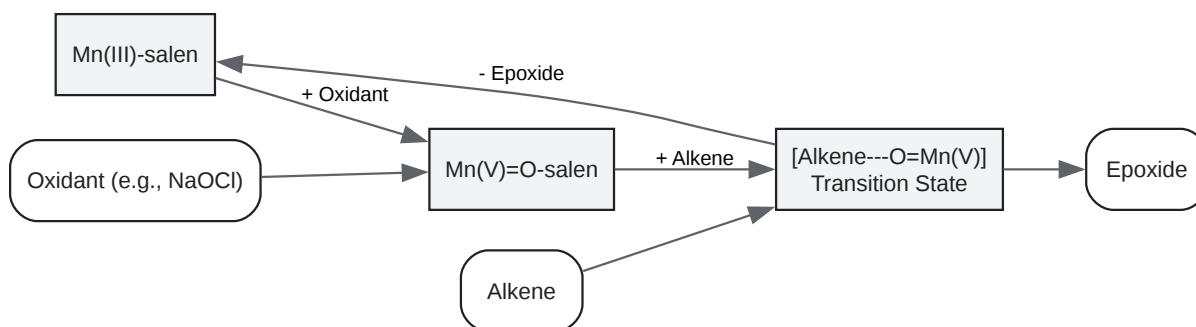 Mn(III)-salen
- Epoxide
+ Oxidant
Oxidant (e.g., NaOCl)
Mn(V)=O-salen
+ Alkene
[Alkene---O=Mn(V)]
Transition State
Epoxide
Alkene